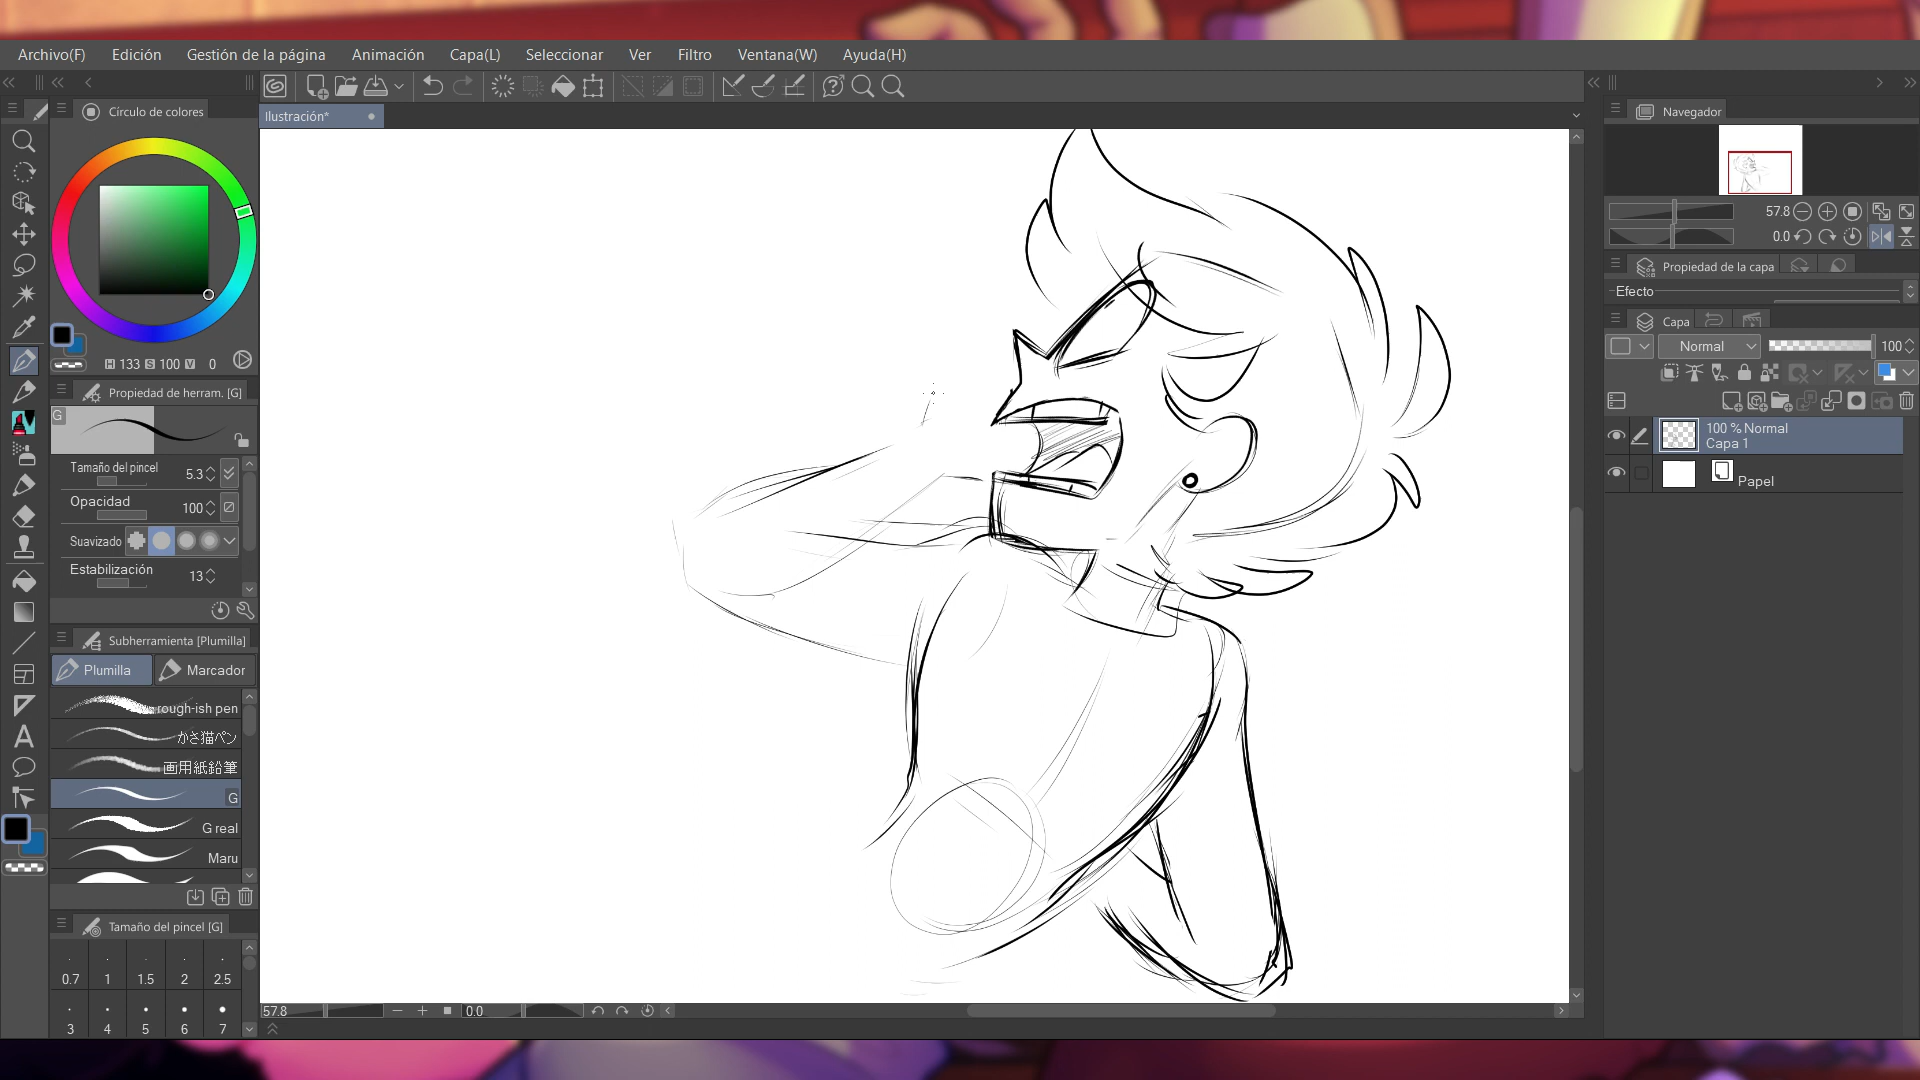 Archivo(F) Edición Gestión de la página Animación Capa(L) Seleccionar Ver Filtro Ventana(W) Ayuda(H)
Círculo de colores
Ilustración*
Navegador
57.8
0.0
Propiedad de la capa
Efecto
Capa
Normal 100
100 % Normal
Capa 1
Papel
H 133 S 100 V 0
Propiedad de herram. [G]
G
Tamaño del pincel 5.3
Opacidad 100
Suavizado
Estabilización 13
Subherramienta [Plumilla]
Plumilla Marcador
rough-ish pen
かさ猫ペン
画用紙鉛筆
G
G real
Maru
Tamaño del pincel [G]
0.7 1 1.5 2 2.5
3 4 5 6 7
57.8 0.0